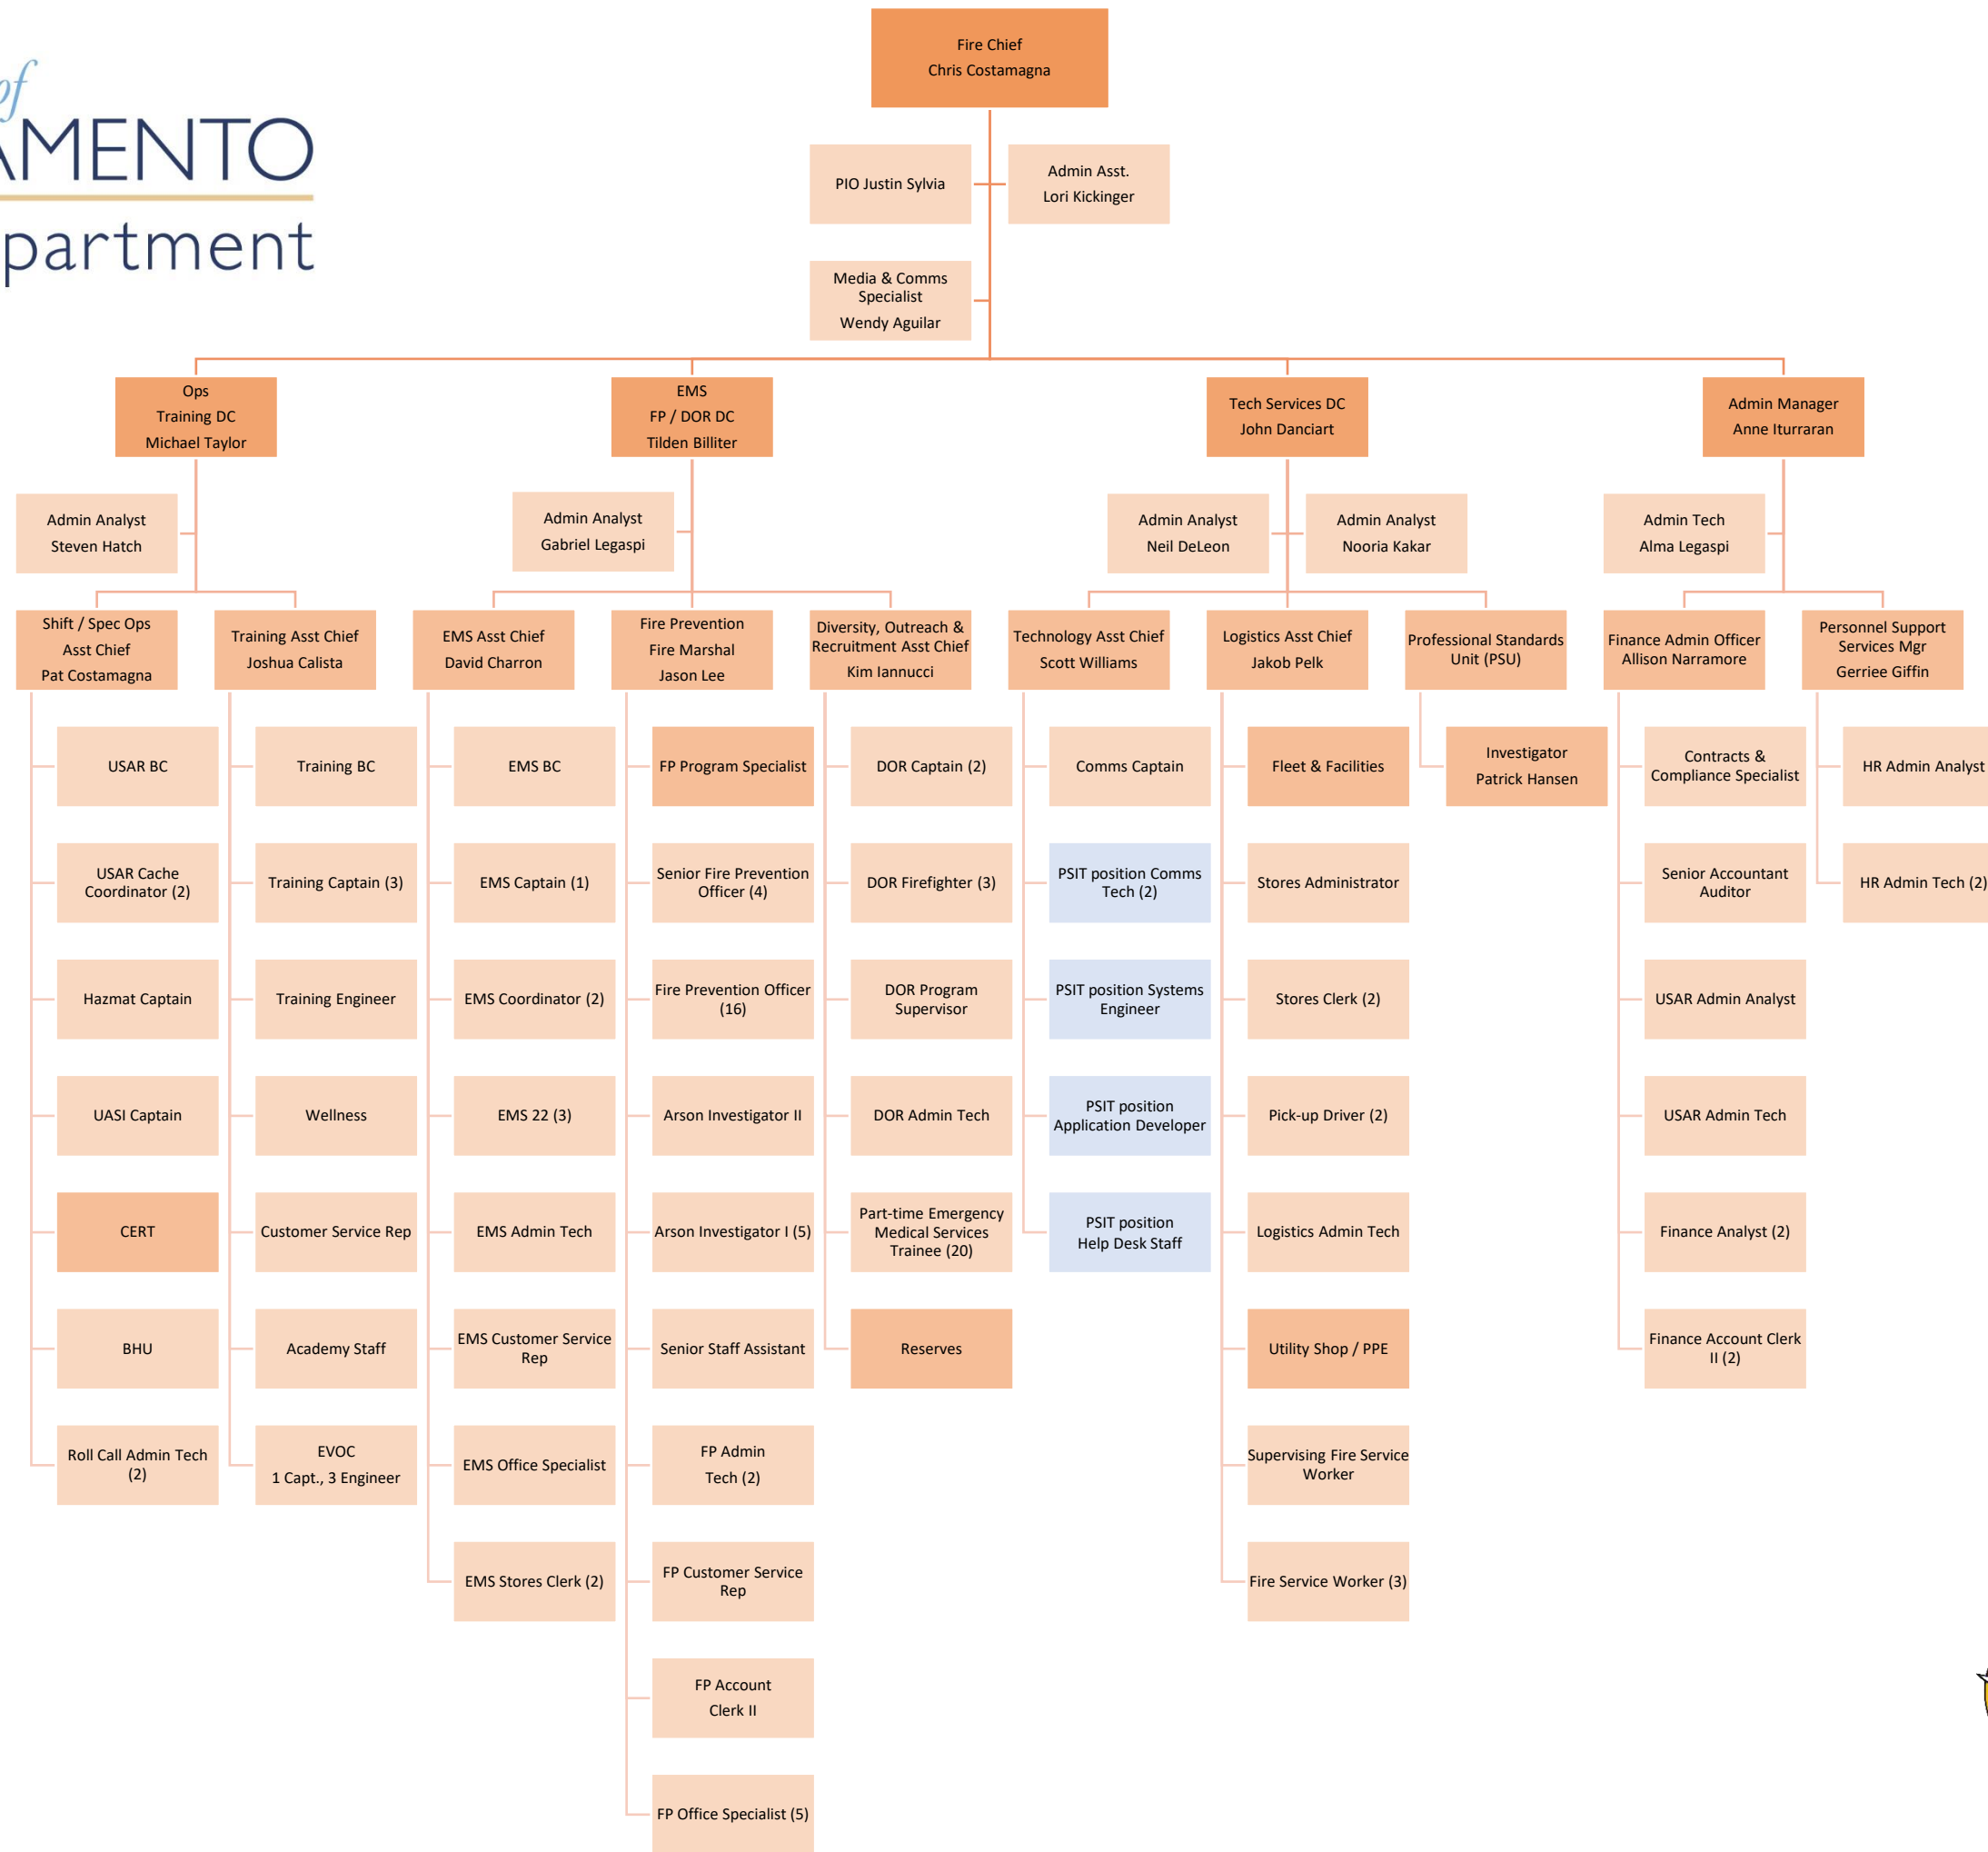 of
AMENTO
partment
Fire Chief
Chris Costamagna
PIO Justin Sylvia
Admin Asst.
Lori Kickinger
Media & Comms
Specialist
Wendy Aguilar
Ops
Training DC
Michael Taylor
EMS
FP / DOR DC
Tilden Billiter
Tech Services DC
John Danciart
Admin Manager
Anne Iturraran
Admin Analyst
Steven Hatch
Admin Analyst
Gabriel Legaspi
Admin Analyst
Neil DeLeon
Admin Analyst
Nooria Kakar
Admin Tech
Alma Legaspi
Shift / Spec Ops
Asst Chief
Pat Costamagna
Training Asst Chief
Joshua Calista
EMS Asst Chief
David Charron
Fire Prevention
Fire Marshal
Jason Lee
Diversity, Outreach &
Recruitment Asst Chief
Kim Iannucci
Technology Asst Chief
Scott Williams
Logistics Asst Chief
Jakob Pelk
Professional Standards
Unit (PSU)
Finance Admin Officer
Allison Narramore
Personnel Support
Services Mgr
Gerriee Giffin
USAR BC
Training BC
EMS BC
FP Program Specialist
DOR Captain (2)
Comms Captain
Fleet & Facilities
Investigator
Patrick Hansen
Contracts &
Compliance Specialist
HR Admin Analyst
USAR Cache
Coordinator (2)
Training Captain (3)
EMS Captain (1)
Senior Fire Prevention
Officer (4)
DOR Firefighter (3)
PSIT position Comms
Tech (2)
Stores Administrator
Senior Accountant
Auditor
HR Admin Tech (2)
Hazmat Captain
Training Engineer
EMS Coordinator (2)
Fire Prevention Officer
(16)
DOR Program
Supervisor
PSIT position Systems
Engineer
Stores Clerk (2)
USAR Admin Analyst
UASI Captain
Wellness
EMS 22 (3)
Arson Investigator II
DOR Admin Tech
PSIT position
Application Developer
Pick-up Driver (2)
USAR Admin Tech
CERT
Customer Service Rep
EMS Admin Tech
Arson Investigator I (5)
Part-time Emergency
Medical Services
Trainee (20)
PSIT position
Help Desk Staff
Logistics Admin Tech
Finance Analyst (2)
BHU
Academy Staff
EMS Customer Service
Rep
Senior Staff Assistant
Reserves
Utility Shop / PPE
Finance Account Clerk
II (2)
Roll Call Admin Tech
(2)
EVOC
1 Capt., 3 Engineer
EMS Office Specialist
FP Admin
Tech (2)
Supervising Fire Service
Worker
EMS Stores Clerk (2)
FP Customer Service
Rep
Fire Service Worker (3)
FP Account
Clerk II
FP Office Specialist (5)